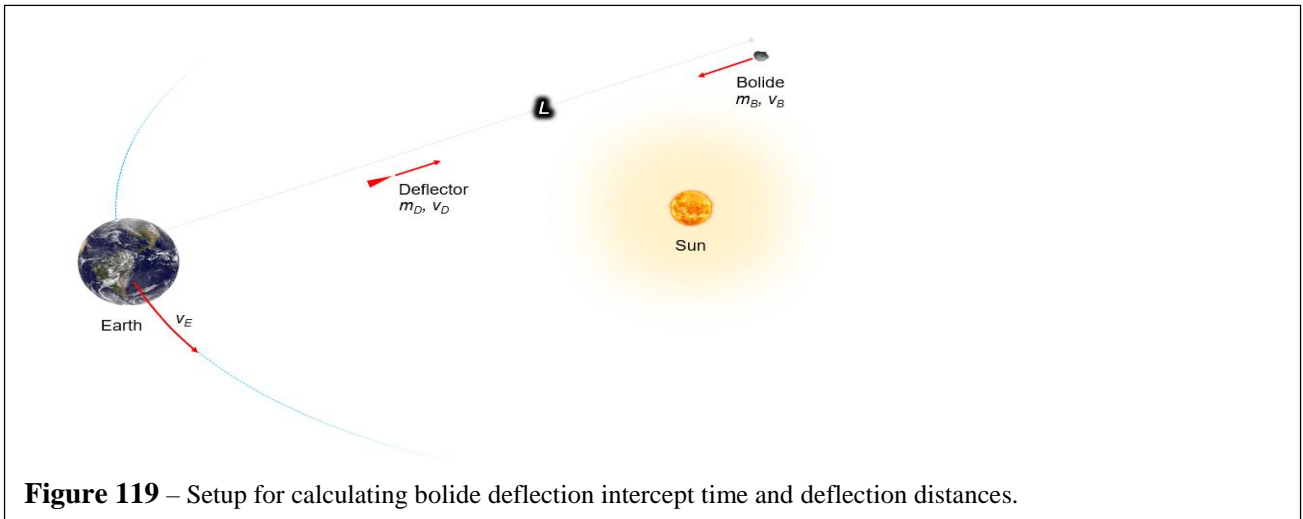 L
Bolide
m_B, v_B
Deflector
m_D, v_D
Sun
Earth
v_E
Figure 119 – Setup for calculating bolide deflection intercept time and deflection distances.